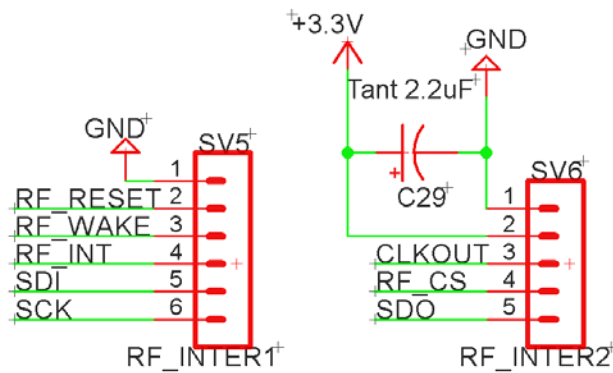 +3.3V
GND
Tant 2.2uF
GND
SV5
1
RF_RESET 2
RF_WAKE 3
RF_INT 4
SDI 5
SCK 6
RF_INTER1
+
C29
SV6
1
2
CLKOUT 3
RF_CS 4
SDO 5
RF_INTER2